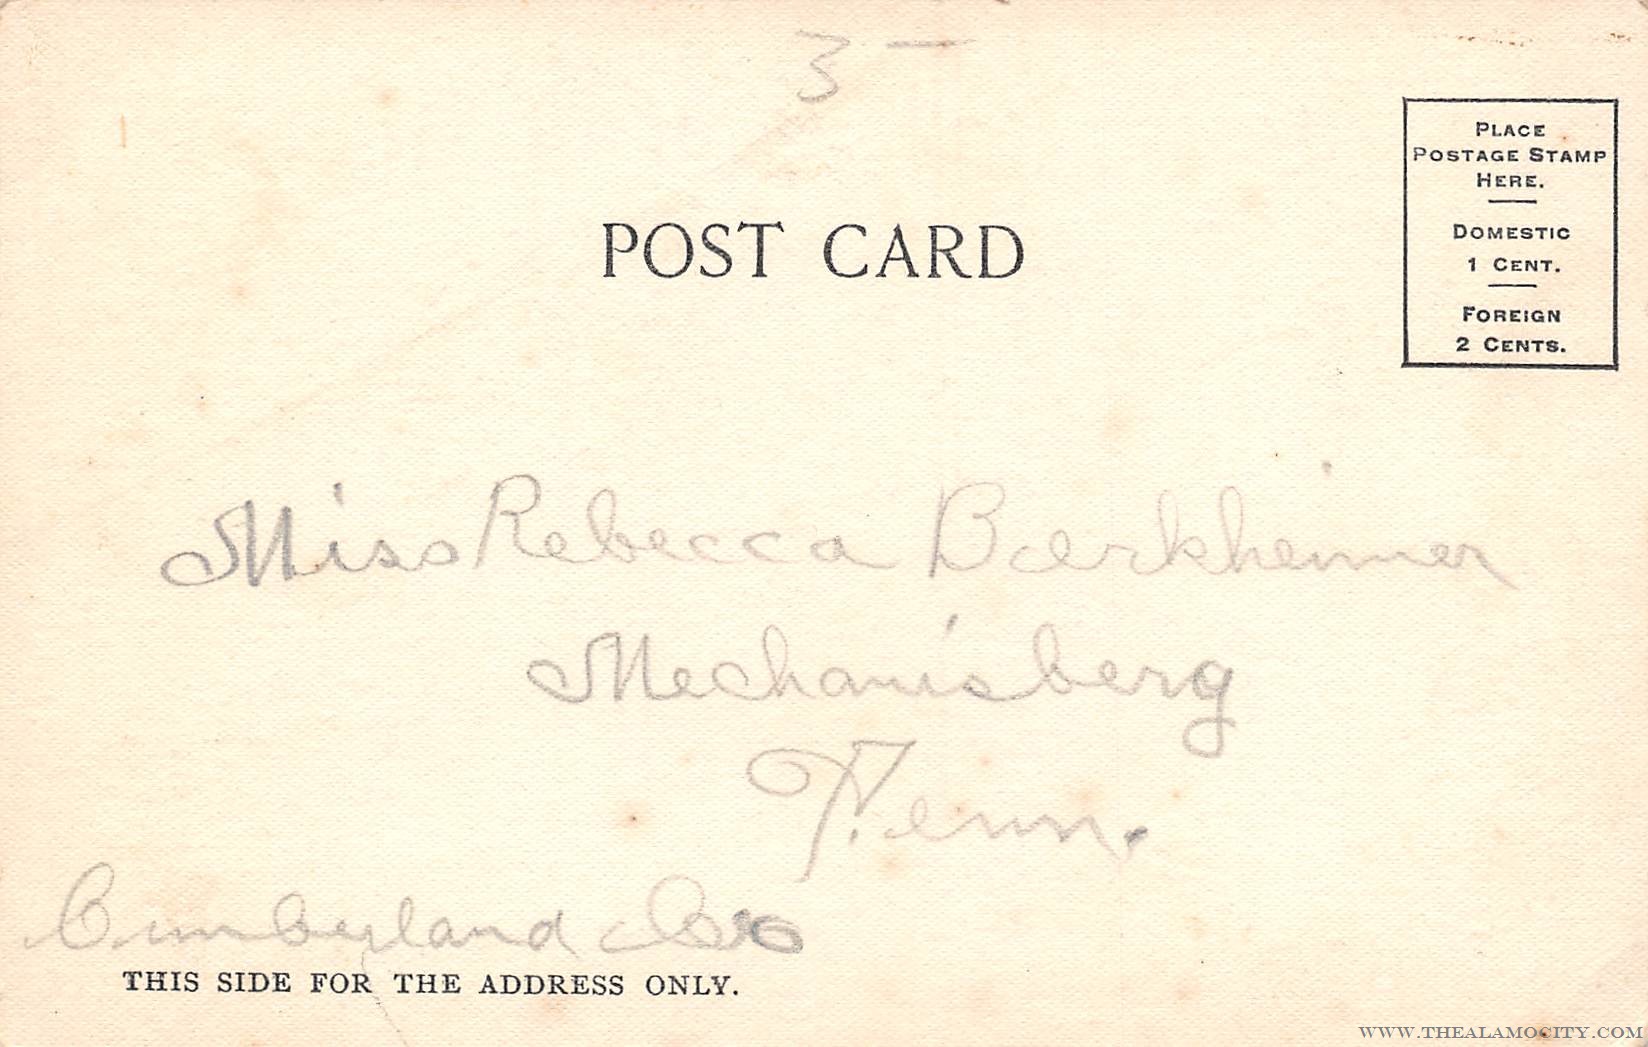 3 —
PLACE
POSTAGE STAMP
HERE.
DOMESTIC
1 CENT.
FOREIGN
2 CENTS.
POST CARD
Miss Rebecca Berkheimer
Mechanisberg
Penn.
Cumberland Co
THIS SIDE FOR THE ADDRESS ONLY.
WWW.THEALAMOCITY.COM